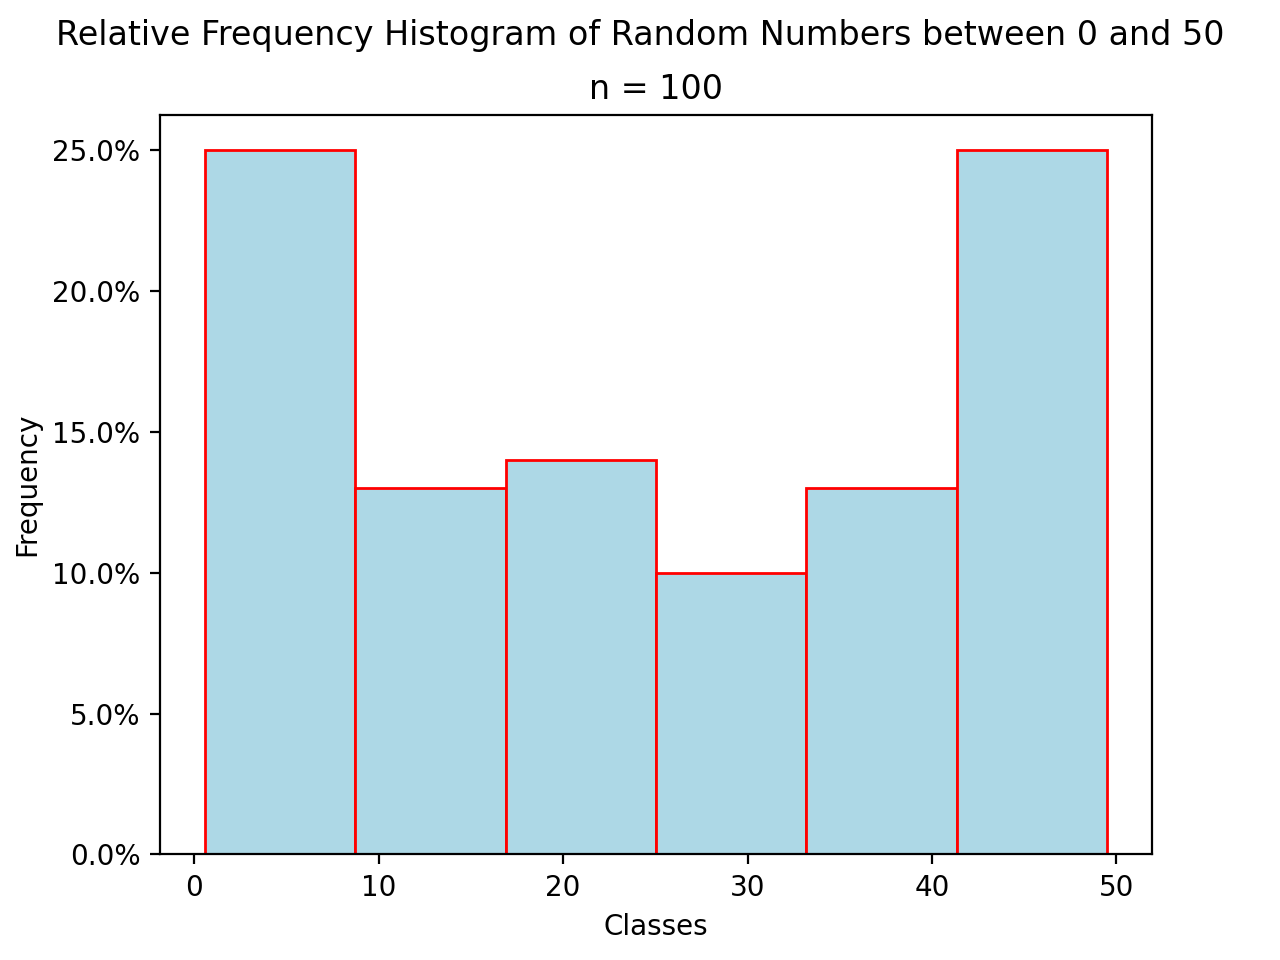 Relative Frequency Histogram of Random Numbers between 0 and 50
n = 100
25.0%
20.0%
15.0%
10.0%
5.0%
0.0%
Frequency
0 10 20 30 40 50
Classes